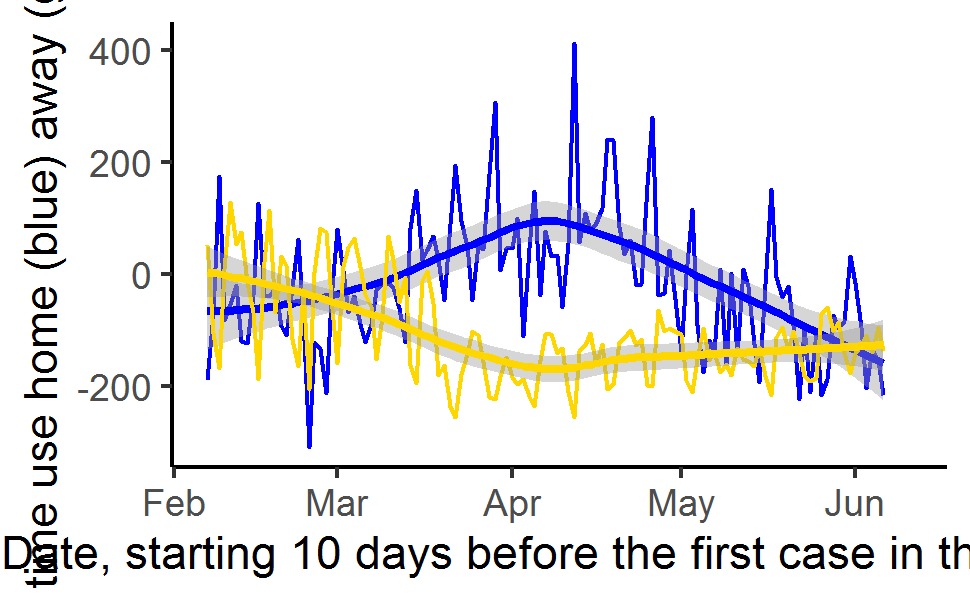 time use home (blue) away (
400
200
0
-200
Feb Mar Apr May Jun
Date, starting 10 days before the first case in th